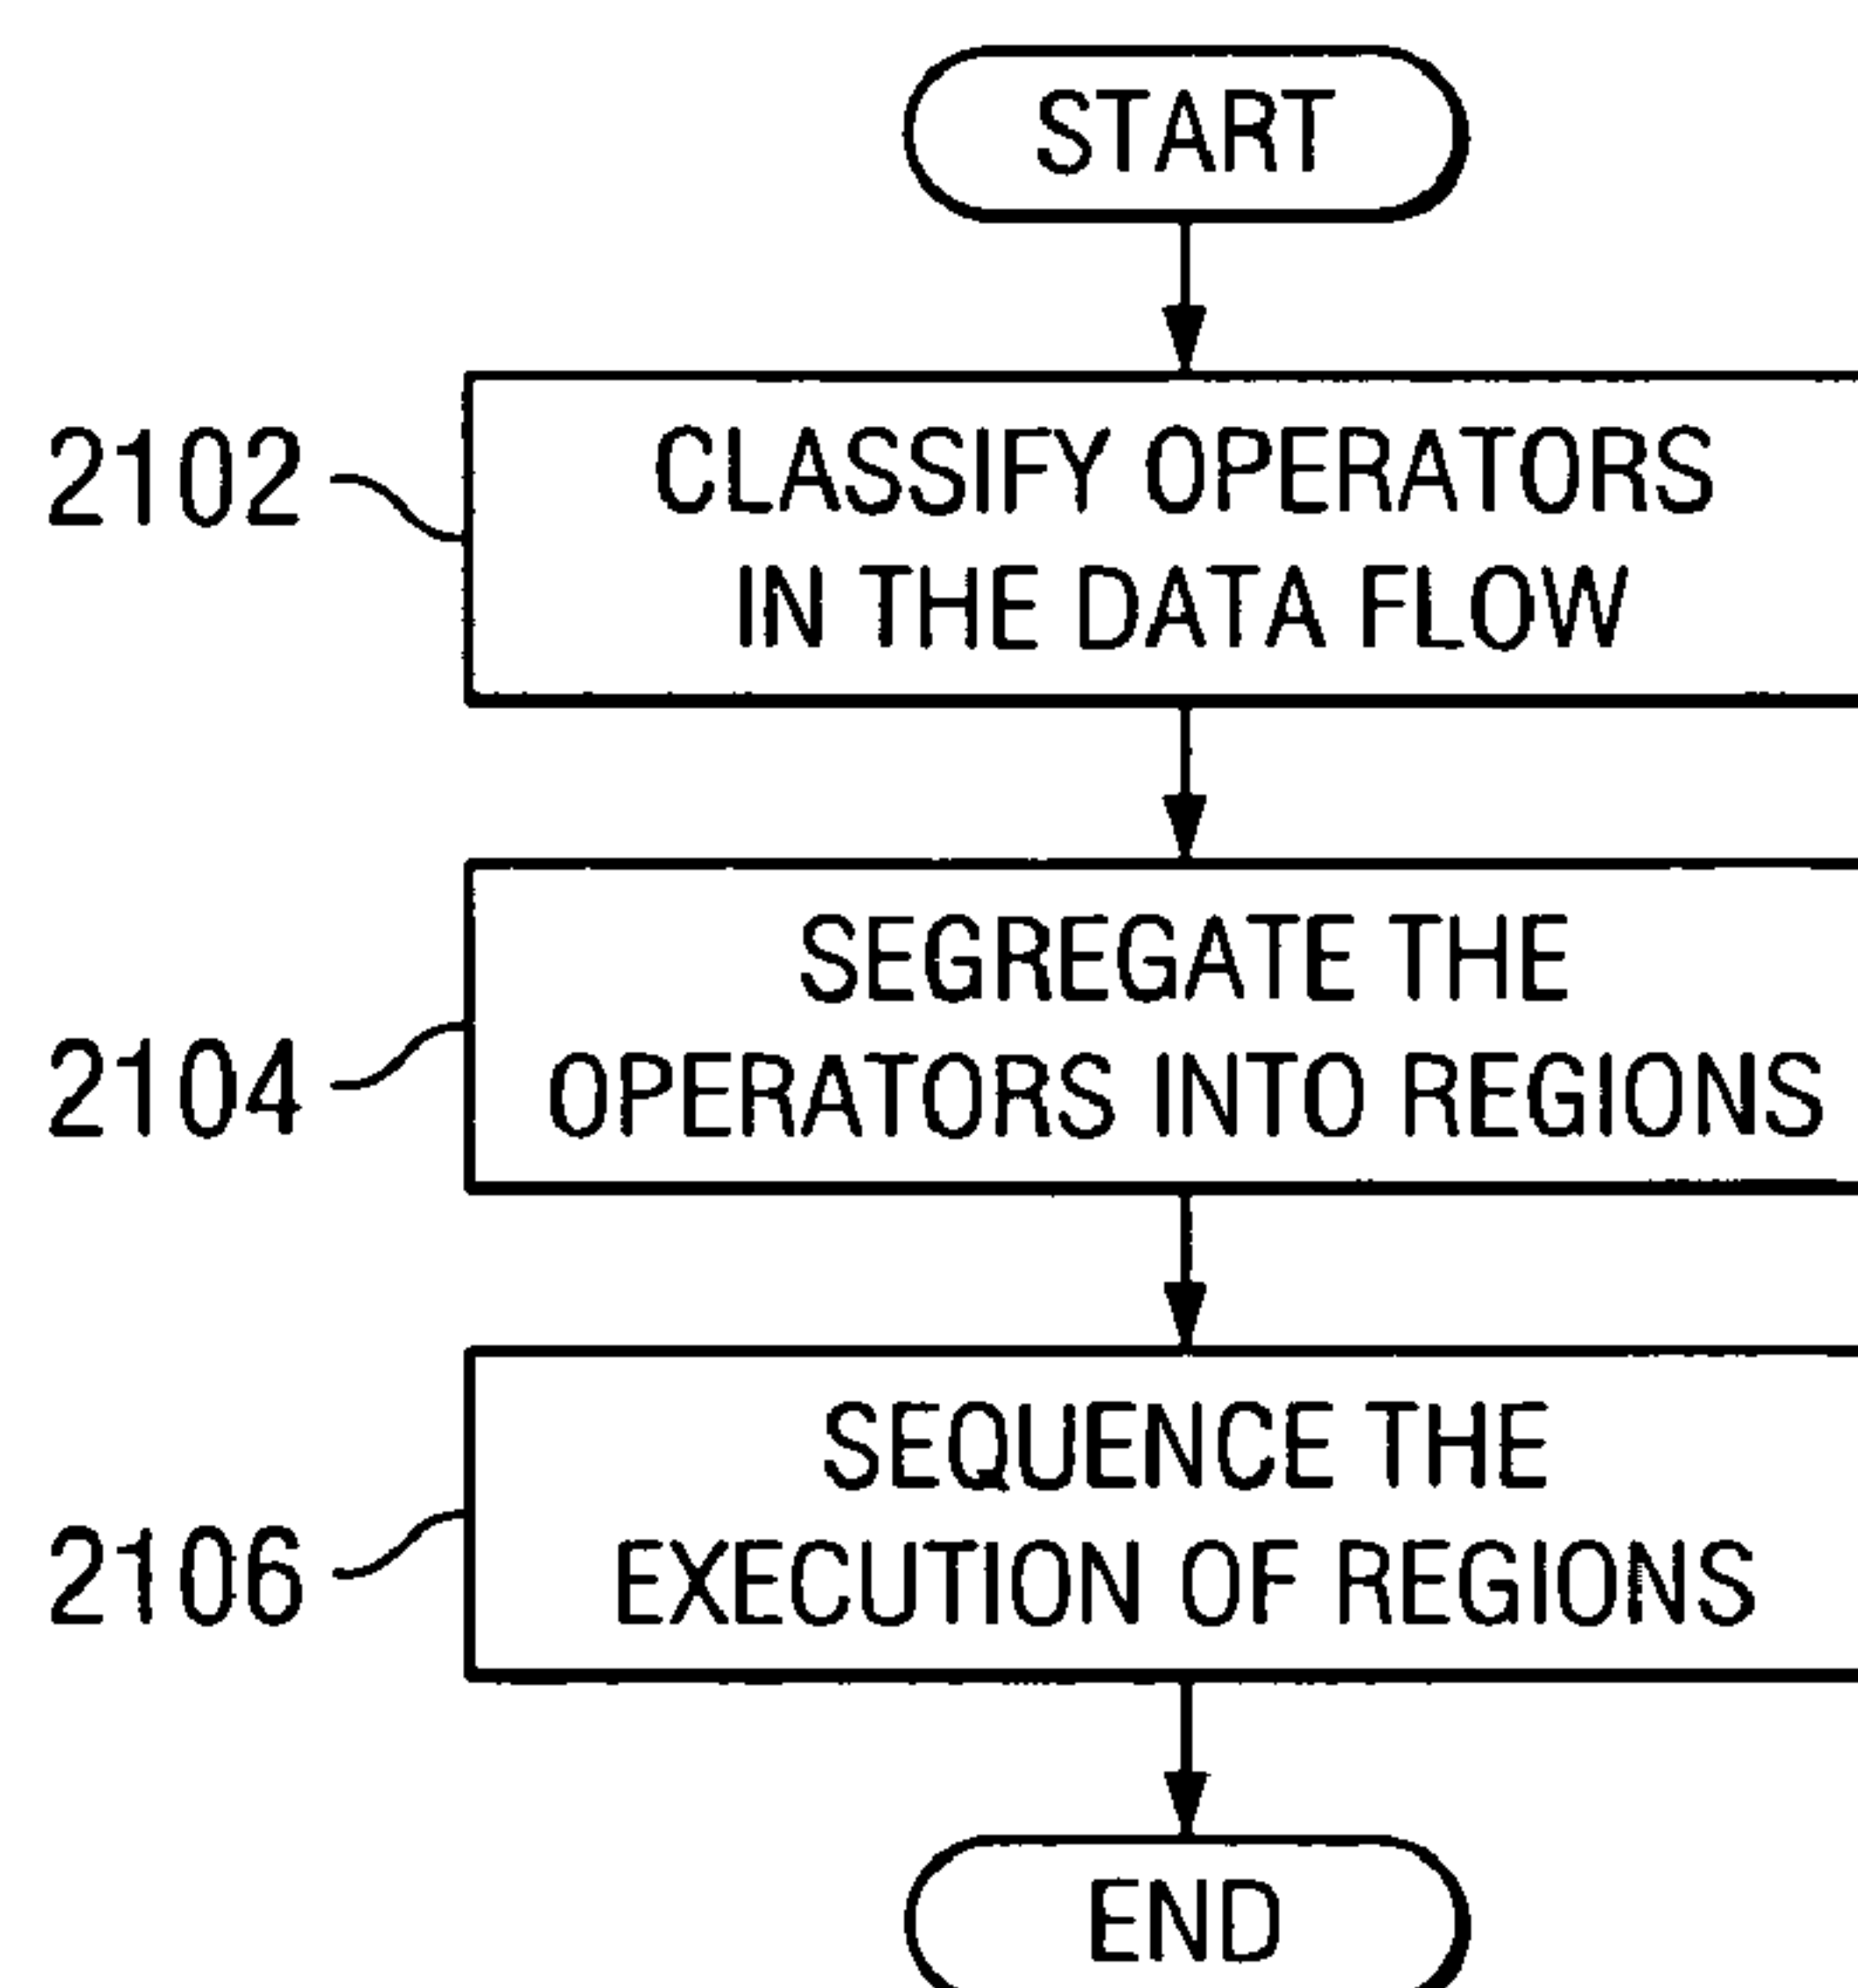 START
2102
CLASSIFY OPERATORS
IN THE DATA FLOW
SEGREGATE THE
2104
OPERATORS INTO REGIONS
SEQUENCE THE
2106
EXECUTION OF REGIONS
END